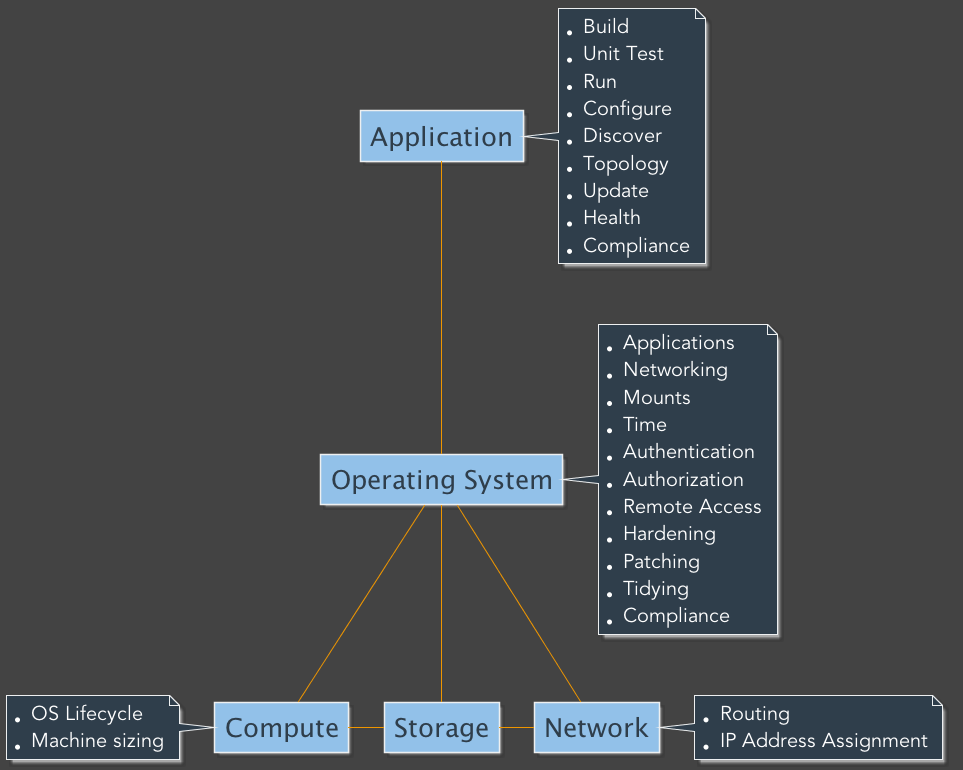 Build
Unit Test
Run
Configure
Discover
Topology
Update
Health
Compliance
Application
Applications
Networking
Mounts
Time
Authentication
Authorization
Remote Access
Hardening
Patching
Tidying
Compliance
Operating System
OS Lifecycle
Machine sizing
Compute
Storage
Network
Routing
IP Address Assignment